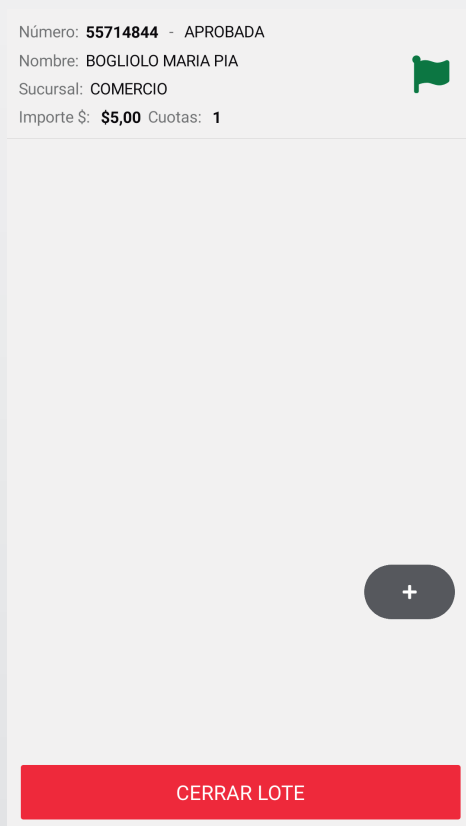 Número: 55714844 - APROBADA
Nombre: BOGLIOLO MARIA PIA
Sucursal: COMERCIO
Importe $: $5,00 Cuotas: 1
+
CERRAR LOTE